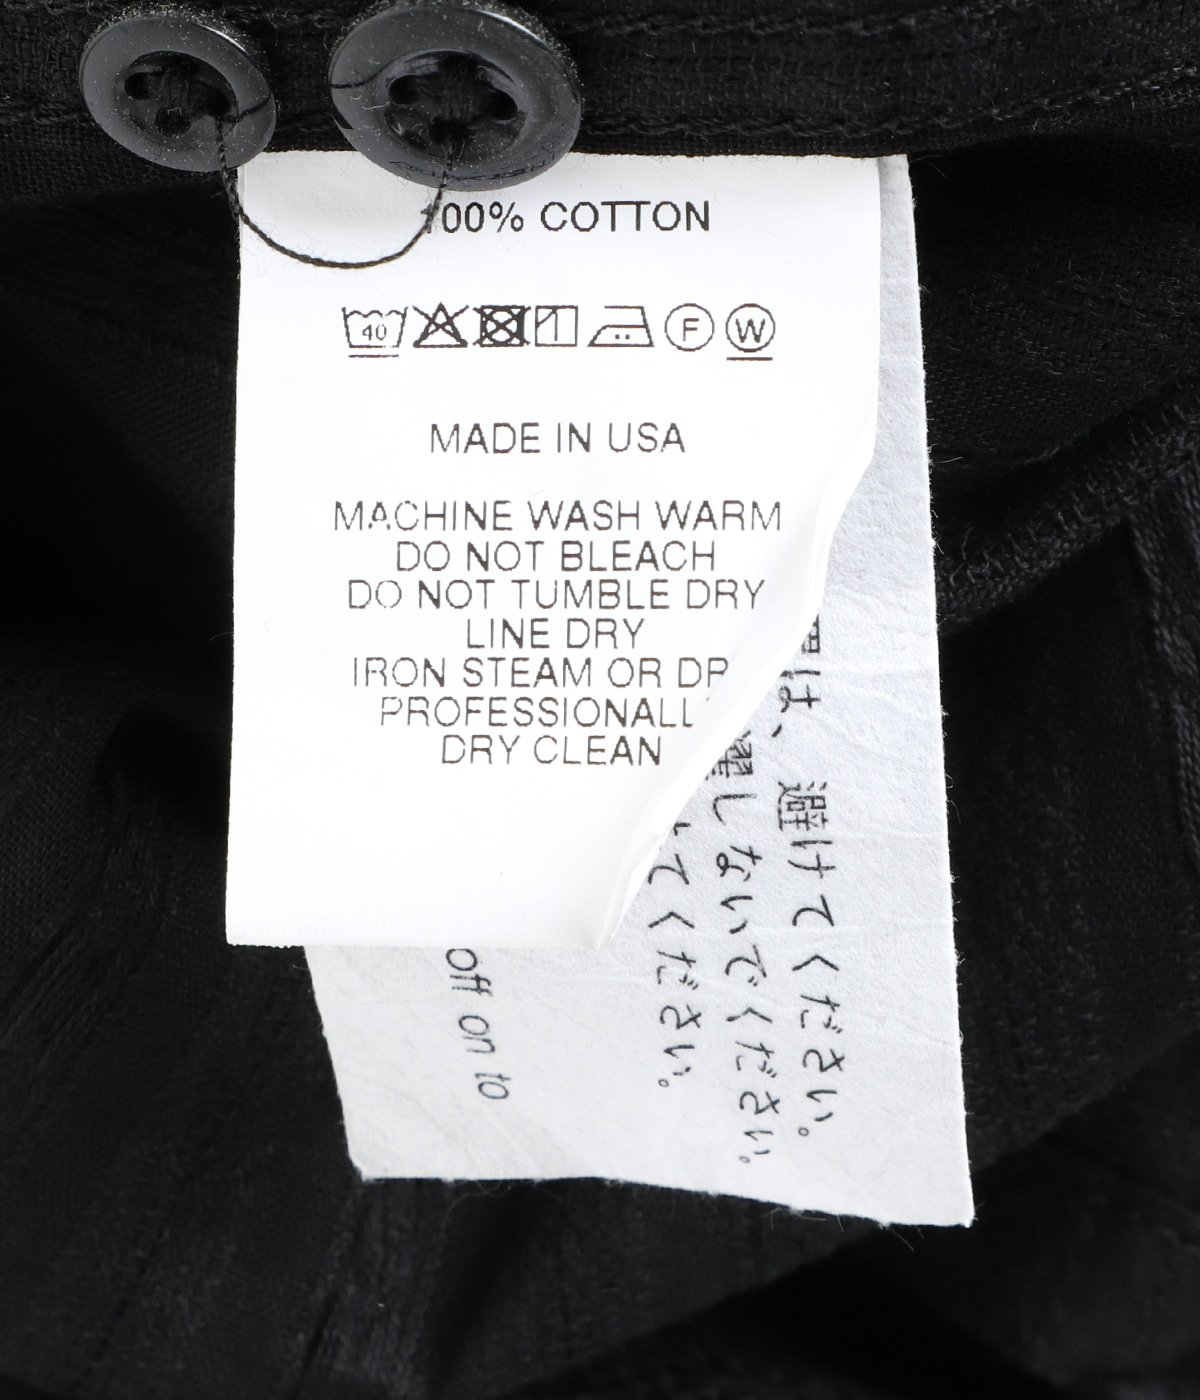 100% COTTON
40
F W
MADE IN USA
MACHINE WASH WARM
DO NOT BLEACH
DO NOT TUMBLE DRY
LINE DRY
IRON STEAM OR DR
PROFESSIONALL
DRY CLEAN
は、避けてください。
濯しないでください。
てください。
off on to